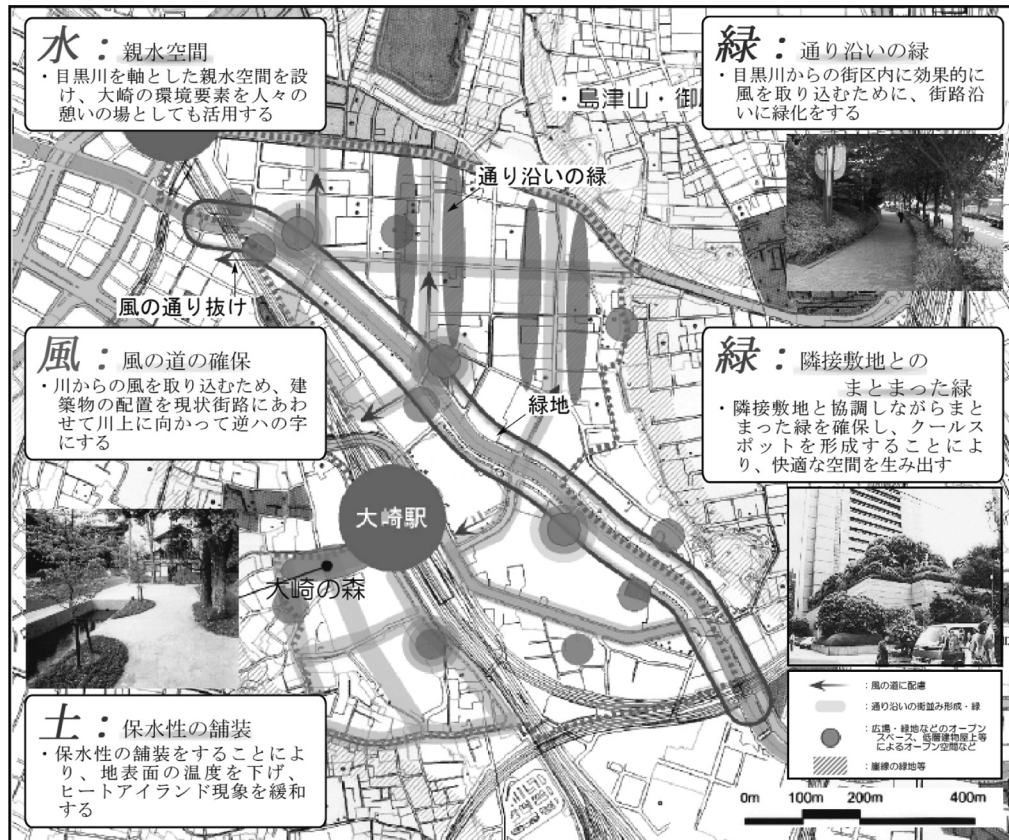 水：親水空間
・目黒川を軸とした親水空間を設
け、大崎の環境要素を人々の
憩いの場としても活用する
緑：通り沿いの緑
・目黒川からの街区内に効果的に
風を取り込むために、街路沿
いに緑化をする
・島津山・御
通り沿いの緑
風の通り抜け
風：風の道の確保
・川からの風を取り込むため、建
築物の配置を現状街路にあわ
せて川上に向かって逆ハの字
にする
緑地
緑：隣接敷地との
まとまった緑
・隣接敷地と協調しながらまと
まった緑を確保し、クールス
ポットを形成することによ
り、快適な空間を生み出す
大崎駅
大崎の森
土：保水性の舗装
・保水性の舗装をすることによ
り、地表面の温度を下げ、
ヒートアイランド現象を緩和
する
：風の道に配慮
：通り沿いの街並み形成・緑
：広場・緑地などのオープン
スペース、低層建物屋上等
によるオープン空間など
：崖線の緑地等
0m 100m 200m 400m